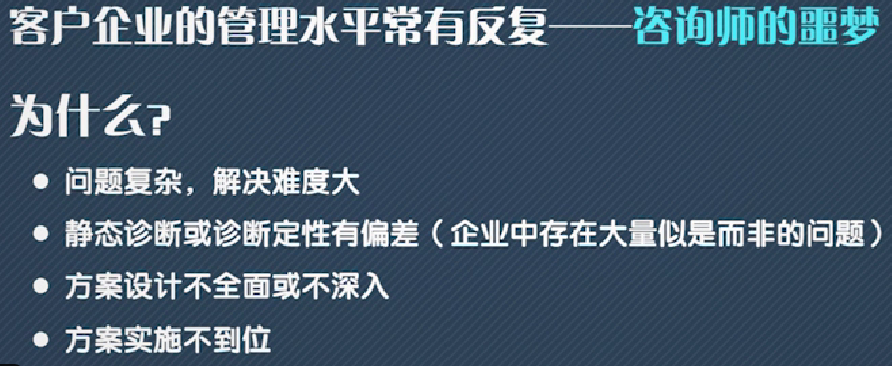 客户企业的管理水平常有反复——咨询师的噩梦
为什么?
● 问题复杂，解决难度大
● 静态诊断或诊断定性有偏差（企业中存在大量似是而非的问题）
● 方案设计不全面或不深入
● 方案实施不到位